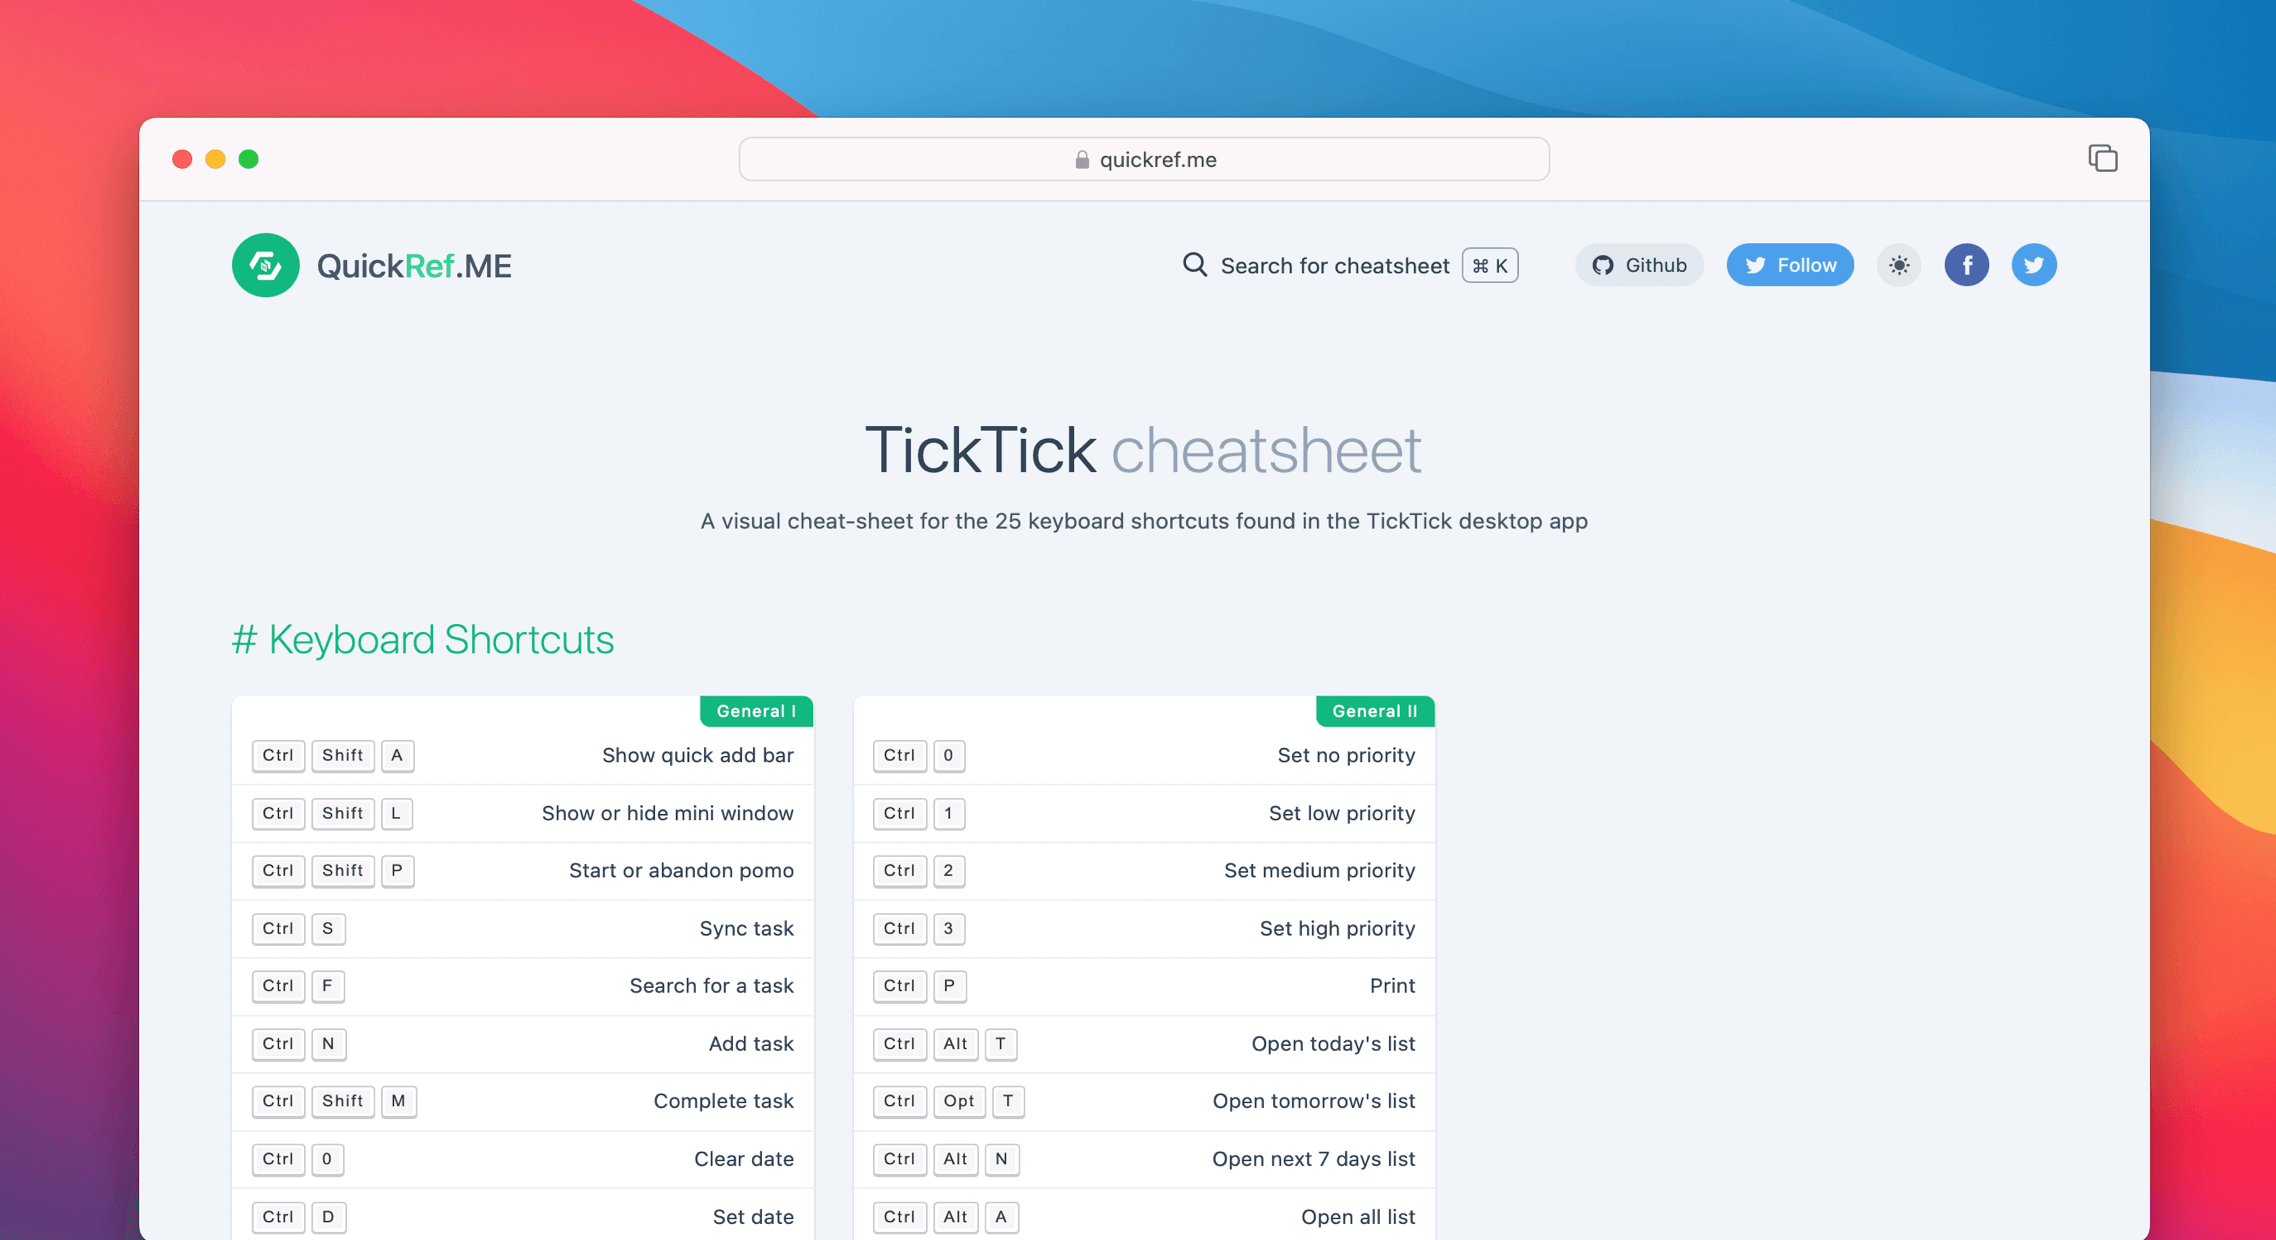 quickref.me
QuickRef.ME
Search for cheatsheet ⌘ K
Github
Follow
TickTick cheatsheet
A visual cheat-sheet for the 25 keyboard shortcuts found in the TickTick desktop app
# Keyboard Shortcuts
General I
Ctrl Shift A Show quick add bar
Ctrl Shift L Show or hide mini window
Ctrl Shift P Start or abandon pomo
Ctrl S Sync task
Ctrl F Search for a task
Ctrl N Add task
Ctrl Shift M Complete task
Ctrl 0 Clear date
Ctrl D Set date
General II
Ctrl 0 Set no priority
Ctrl 1 Set low priority
Ctrl 2 Set medium priority
Ctrl 3 Set high priority
Ctrl P Print
Ctrl Alt T Open today's list
Ctrl Opt T Open tomorrow's list
Ctrl Alt N Open next 7 days list
Ctrl Alt A Open all list